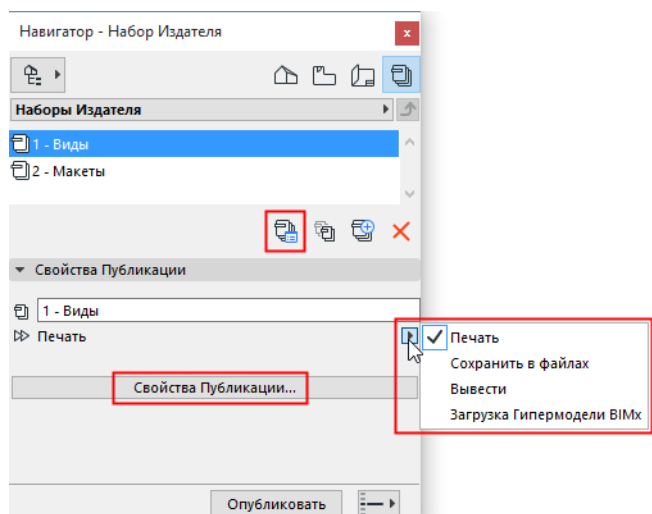 Навигатор - Набор Издателя
Наборы Издателя
1 - Виды
2 - Макеты
Свойства Публикации
1 - Виды
Печать
Печать
Сохранить в файлах
Вывести
Загрузка Гипермодели BIMx
Свойства Публикации...
Опубликовать